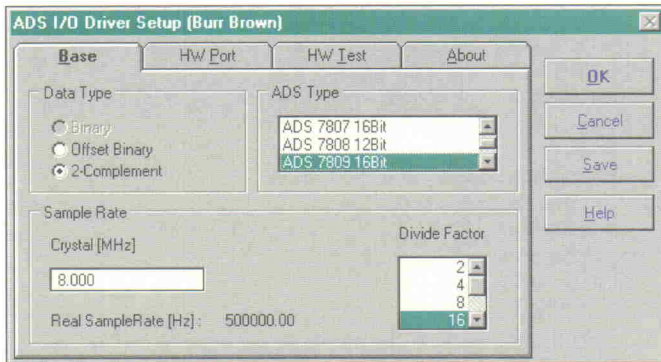 ADS I/O Driver Setup (Burr Brown)
Base HW Port HW Test About
Data Type
Binary
Offset Binary
2-Complement
ADS Type
ADS 7807 16Bit
ADS 7808 12Bit
ADS 7809 16Bit
Sample Rate
Crystal [MHz]
8.000
Real SampleRate [Hz] : 500000.00
Divide Factor
2
4
8
16
OK
Cancel
Save
Help